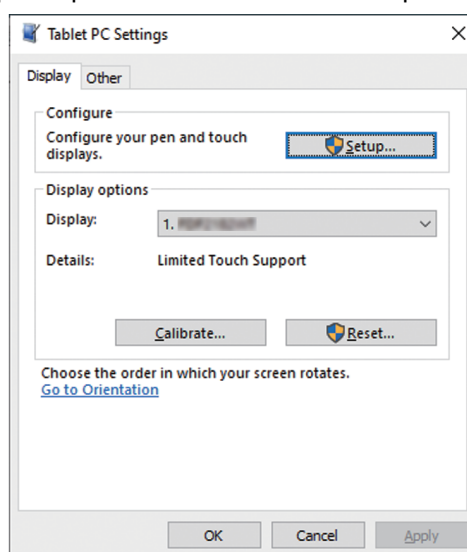 Tablet PC Settings
Display Other
Configure
Configure your pen and touch
displays.
Setup...
Display options
Display:
1.
Details:
Limited Touch Support
Calibrate...
Reset...
Choose the order in which your screen rotates.
Go to Orientation
OK
Cancel
Apply